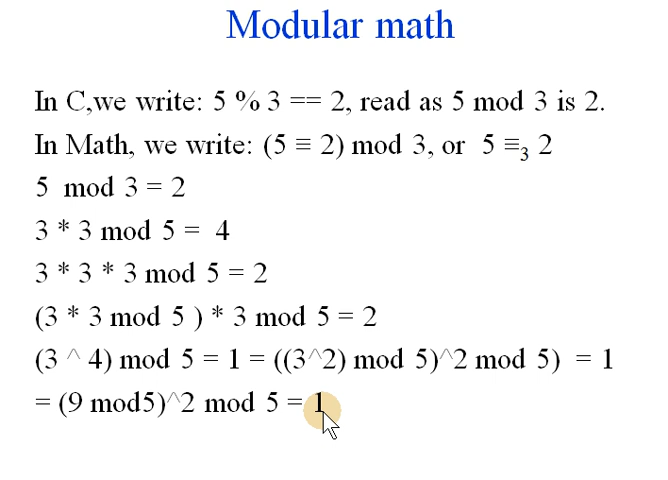 Modular math
In C,we write: 5 % 3 == 2, read as 5 mod 3 is 2.
In Math, we write: (5 ≡ 2) mod 3, or 5 ≡₃ 2
5 mod 3 = 2
3 * 3 mod 5 = 4
3 * 3 * 3 mod 5 = 2
(3 * 3 mod 5 ) * 3 mod 5 = 2
(3 ^ 4) mod 5 = 1 = ((3^2) mod 5)^2 mod 5) = 1
= (9 mod5)^2 mod 5 = 1